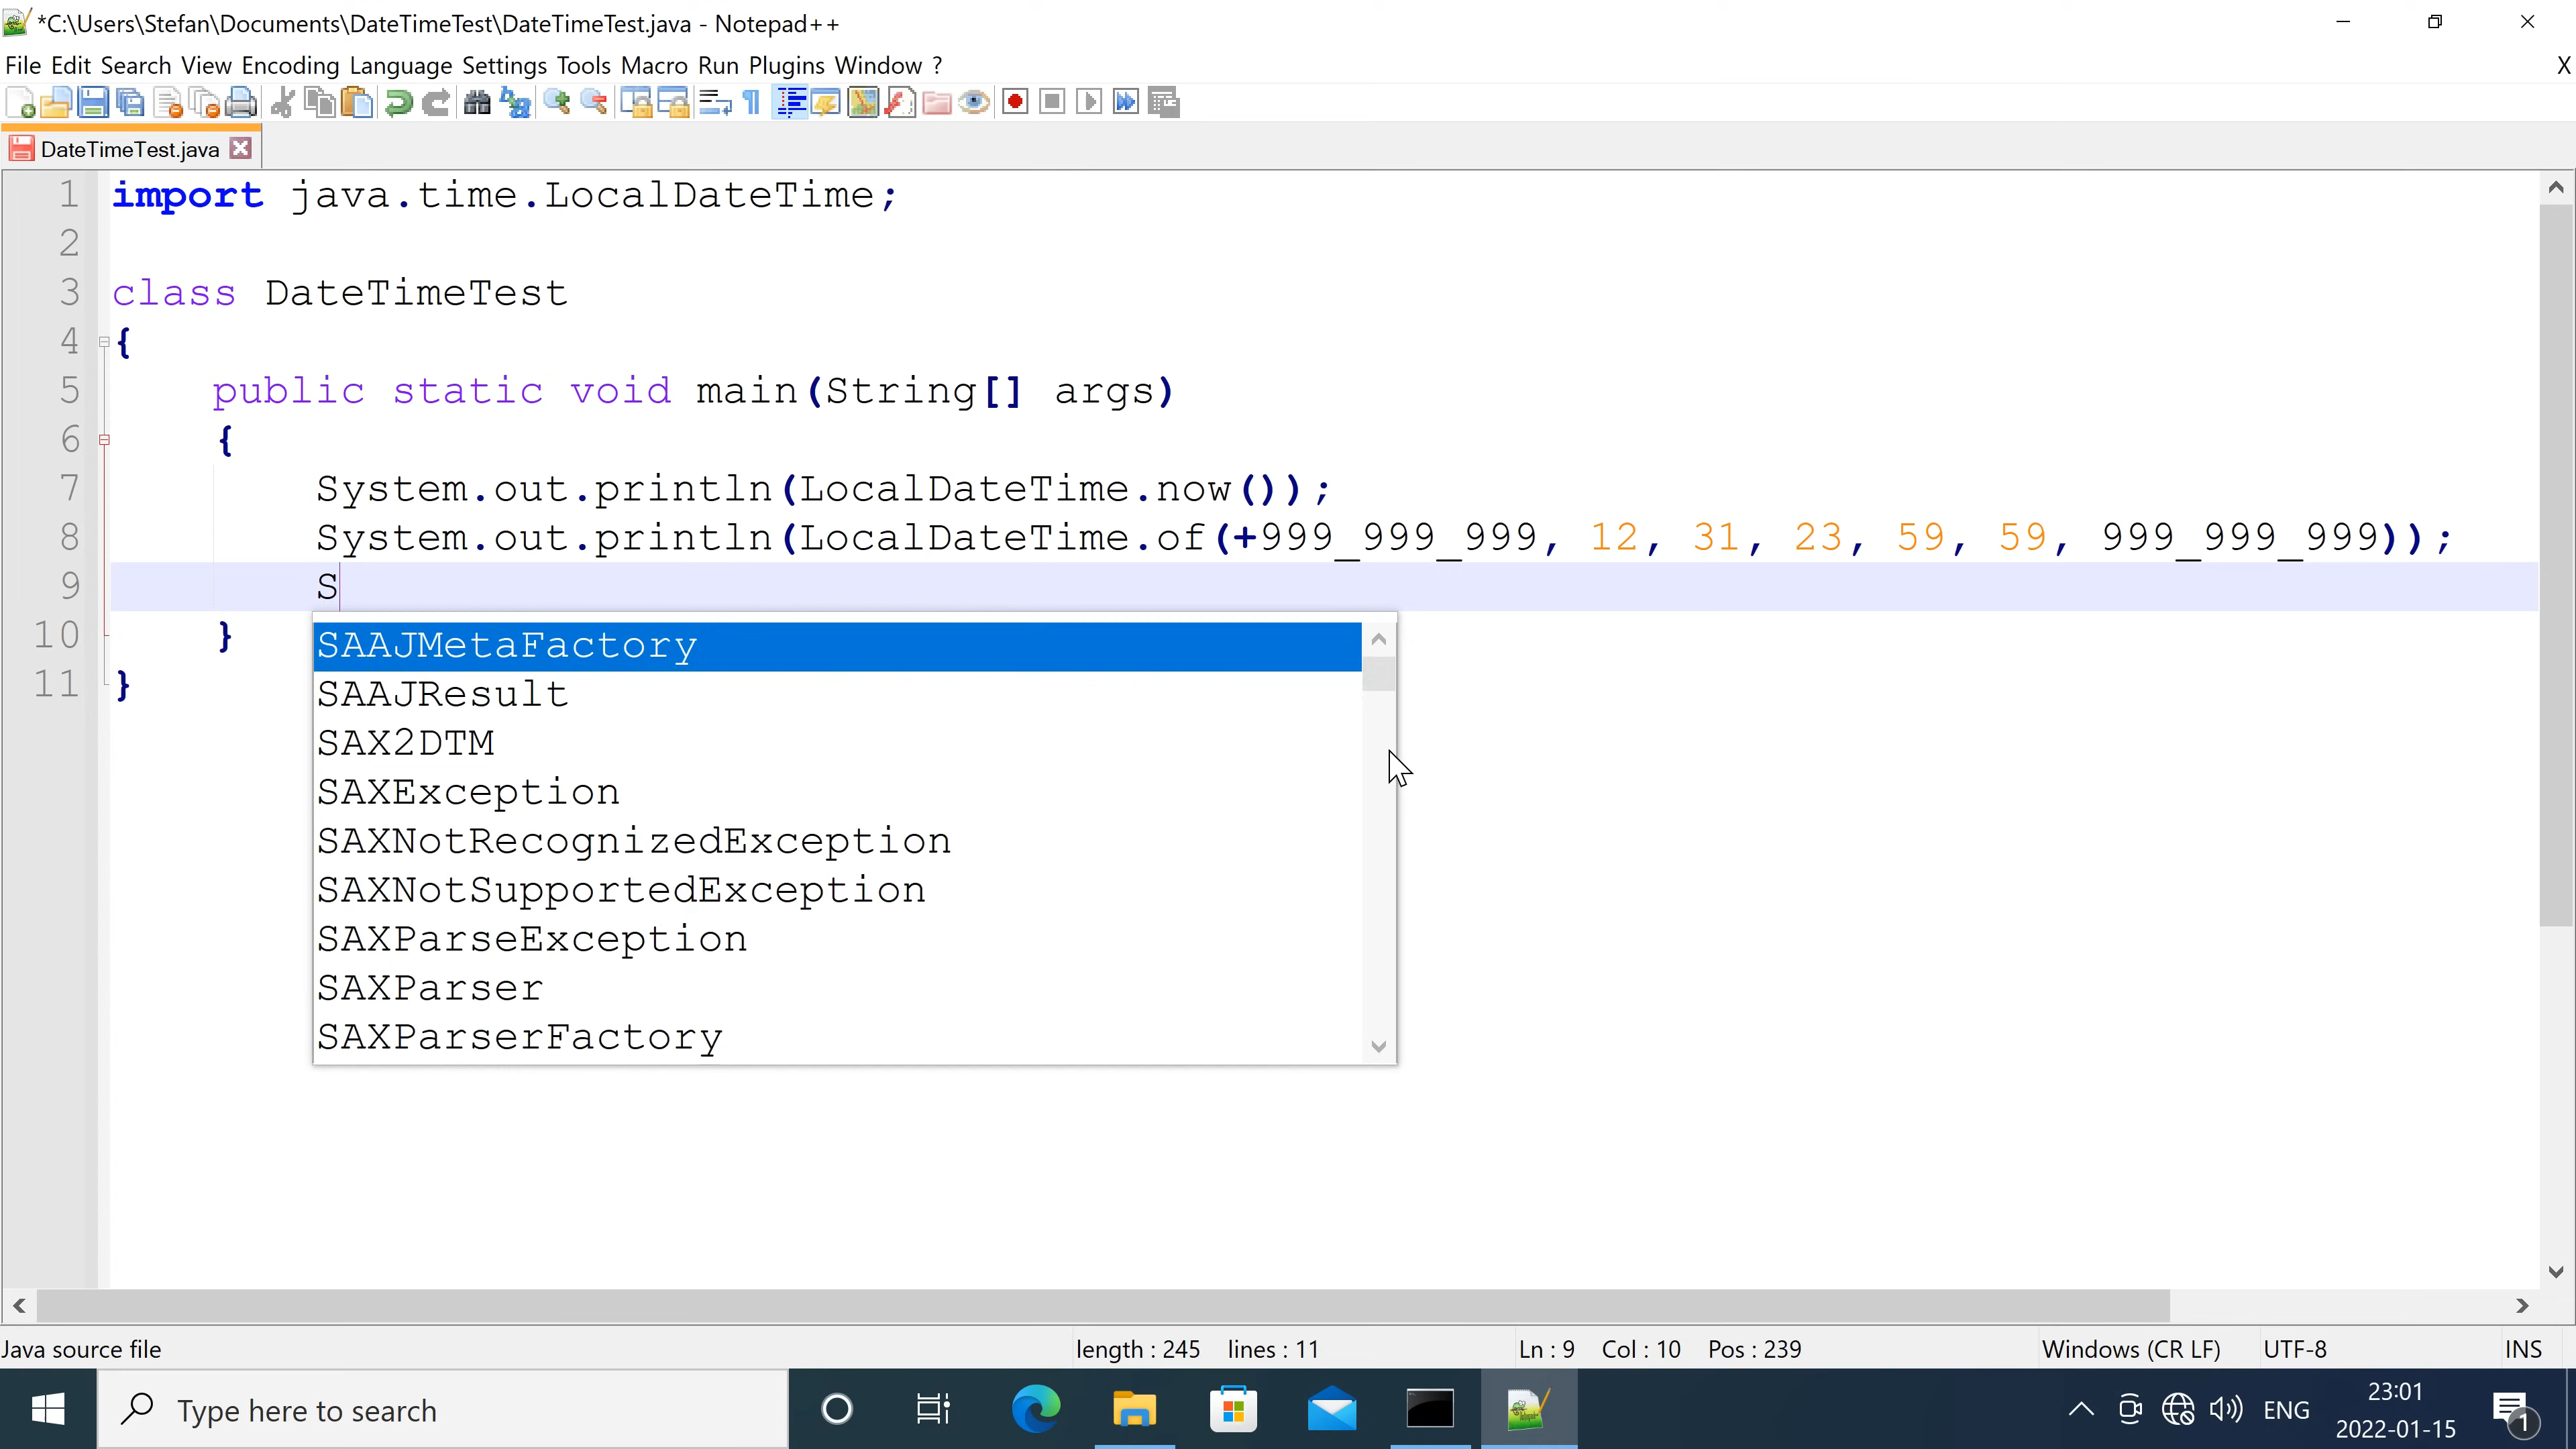 *C:\Users\Stefan\Documents\DateTimeTest\DateTimeTest.java - Notepad++
File Edit Search View Encoding Language Settings Tools Macro Run Plugins Window ? X
DateTimeTest.java
1 import java.time.LocalDateTime;
2
3 class DateTimeTest
4 {
5 public static void main(String[] args)
6 {
7 System.out.println(LocalDateTime.now());
8 System.out.println(LocalDateTime.of(+999_999_999, 12, 31, 23, 59, 59, 999_999_999));
9 S
10 }
11 }
SAAJMetaFactory
SAAJResult
SAX2DTM
SAXException
SAXNotRecognizedException
SAXNotSupportedException
SAXParseException
SAXParser
SAXParserFactory
Java source file length : 245 lines : 11 Ln : 9 Col : 10 Pos : 239 Windows (CR LF) UTF-8 INS
Type here to search
ENG
23:01
2022-01-15
1